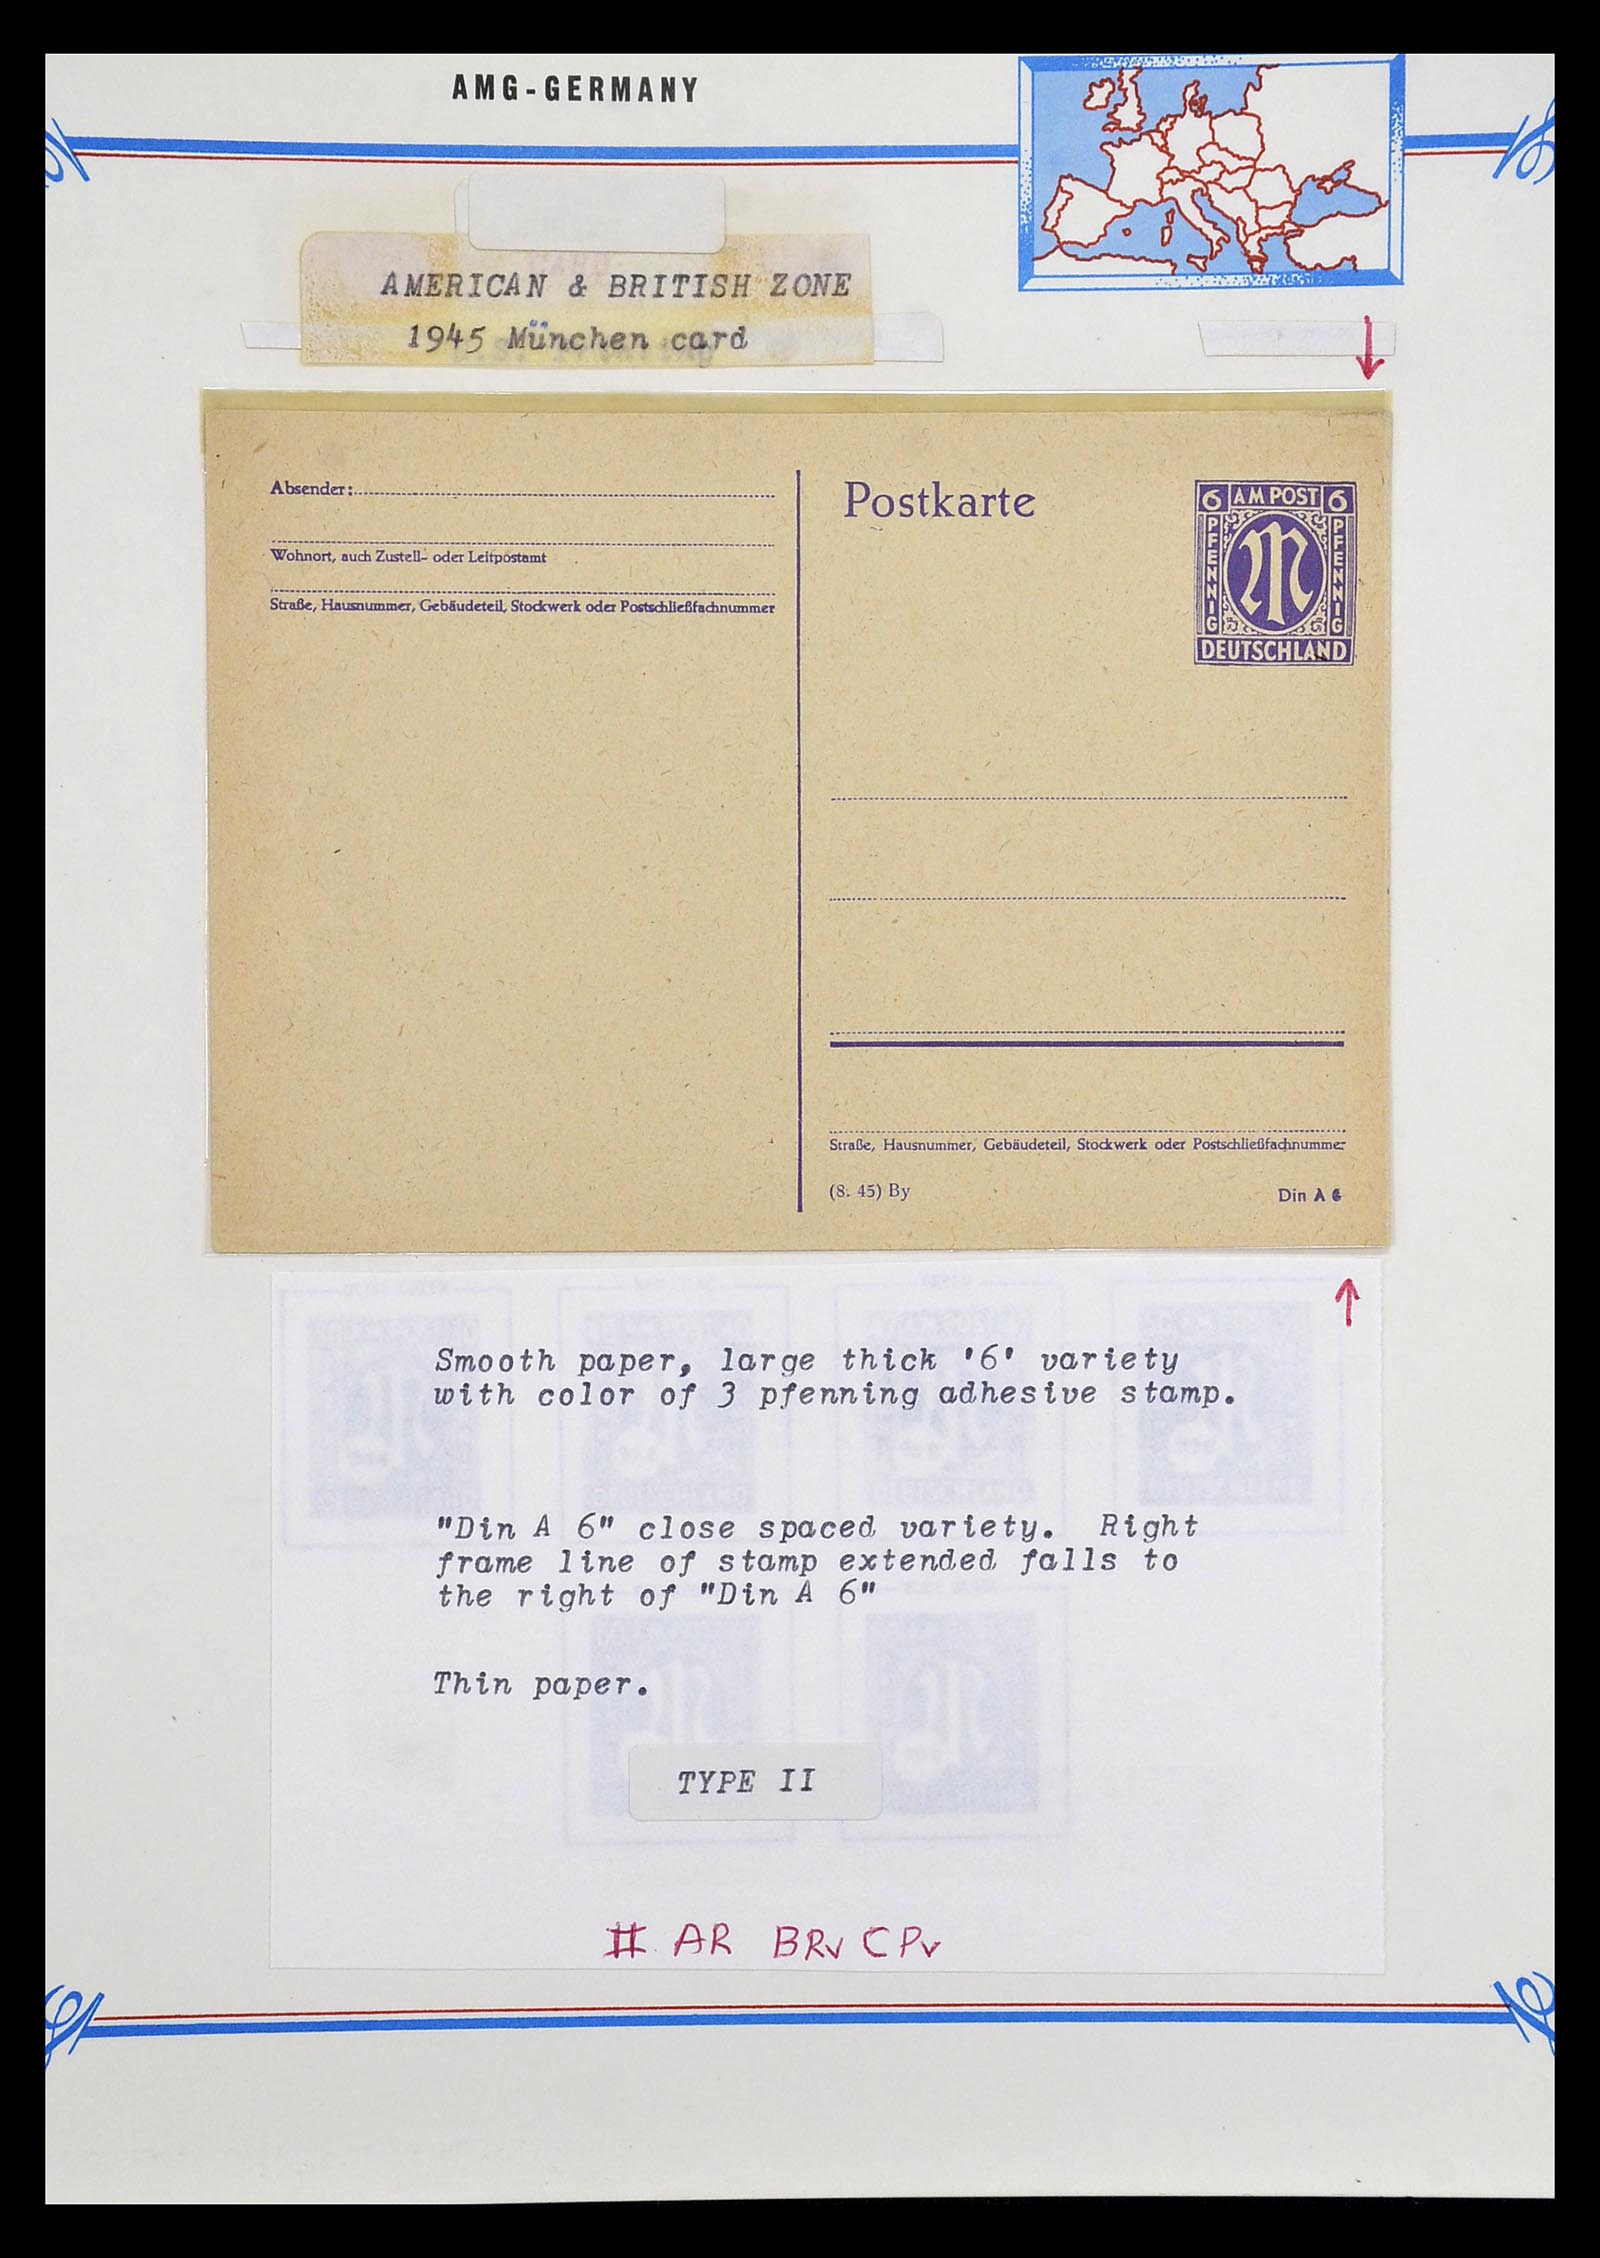 AMG-GERMANY
AMERICAN & BRITISH ZONE
1945 München card
Absender:
Wohnort, auch Zustell- oder Leitpostamt
Straße, Hausnummer, Gebäudeteil, Stockwerk oder Postschließfachnummer
Postkarte
6 AM POST 6
PFENNIG
PFENNIG
M
DEUTSCHLAND
Straße, Hausnummer, Gebäudeteil, Stockwerk oder Postschließfachnummer
(8. 45) By
Din A 6
Smooth paper, large thick '6' variety
with color of 3 pfenning adhesive stamp.
"Din A 6" close spaced variety. Right
frame line of stamp extended falls to
the right of "Din A 6"
Thin paper.
TYPE II
# AR BRv CPv